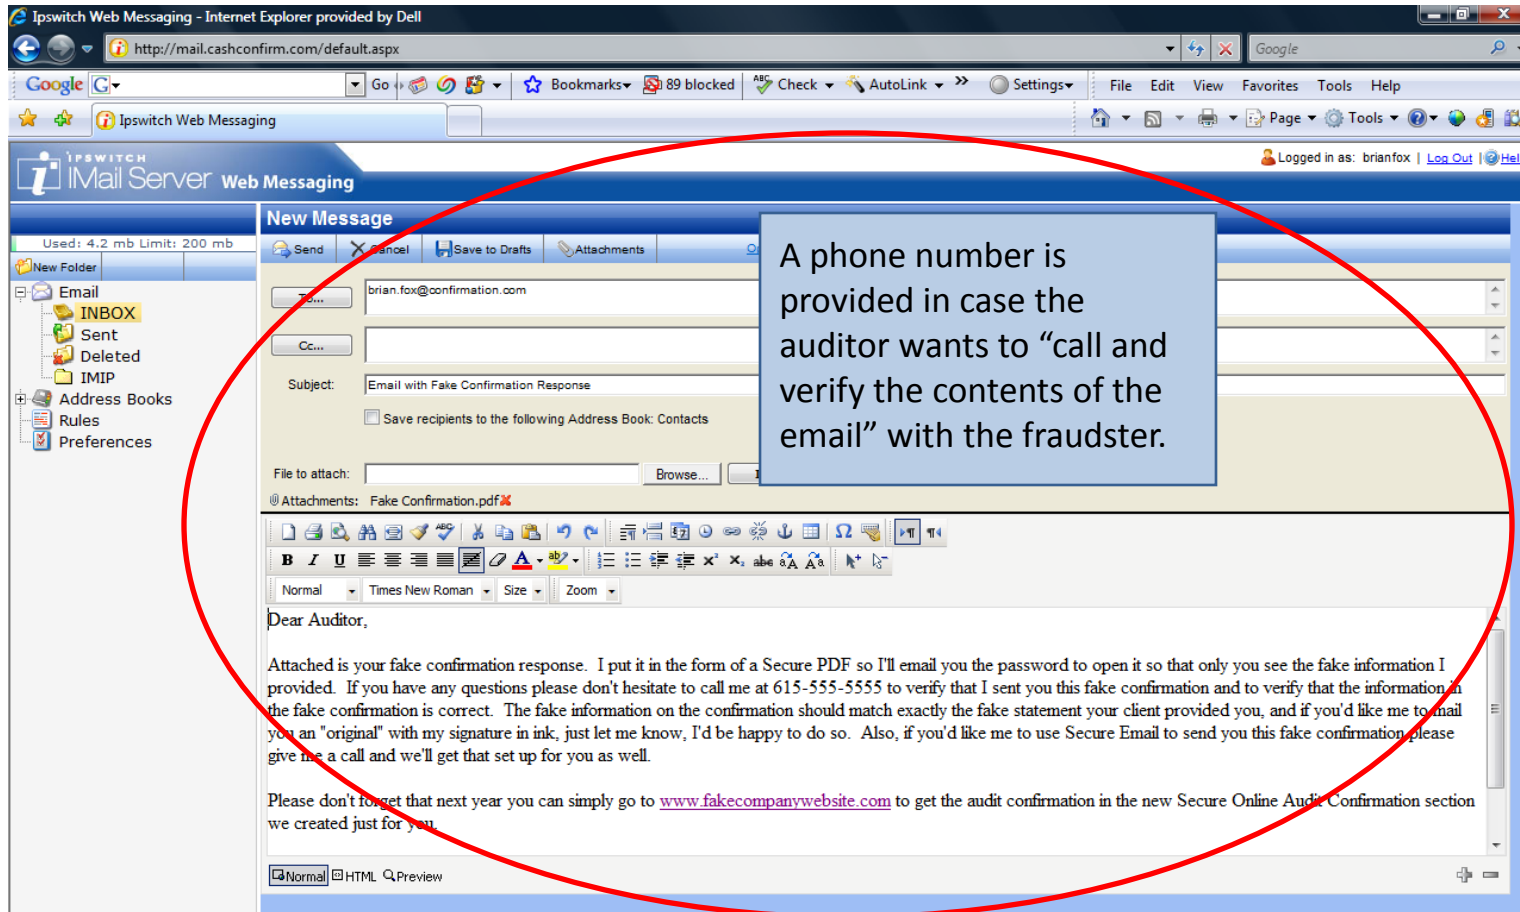 Ipswitch Web Messaging - Internet Explorer provided by Dell
http://mail.cashconfirm.com/default.aspx
Google
Google G Go Bookmarks 89 blocked ABC Check AutoLink >> Settings File Edit View Favorites Tools Help
Ipswitch Web Messaging
Page Tools
IPSWITCH
IMail Server Web Messaging
Logged in as: brianfox | Log Out | Hel
Used: 4.2 mb Limit: 200 mb
New Folder
Email
INBOX
Sent
Deleted
IMIP
Address Books
Rules
Preferences
New Message
Send Cancel Save to Drafts Attachments
To... brian.fox@confirmation.com
Cc...
Subject: Email with Fake Confirmation Response
Save recipients to the following Address Book: Contacts
File to attach: Browse...
Attachments: Fake Confirmation.pdf
A phone number is
provided in case the
auditor wants to “call and
verify the contents of the
email” with the fraudster.
B I U
Normal Times New Roman Size Zoom
Dear Auditor,
Attached is your fake confirmation response. I put it in the form of a Secure PDF so I'll email you the password to open it so that only you see the fake information I
provided. If you have any questions please don't hesitate to call me at 615-555-5555 to verify that I sent you this fake confirmation and to verify that the information in
the fake confirmation is correct. The fake information on the confirmation should match exactly the fake statement your client provided you, and if you'd like me to mail
you an "original" with my signature in ink, just let me know, I'd be happy to do so. Also, if you'd like me to use Secure Email to send you this fake confirmation please
give me a call and we'll get that set up for you as well.
Please don't forget that next year you can simply go to www.fakecompanywebsite.com to get the audit confirmation in the new Secure Online Audit Confirmation section
we created just for you.
Normal HTML Preview